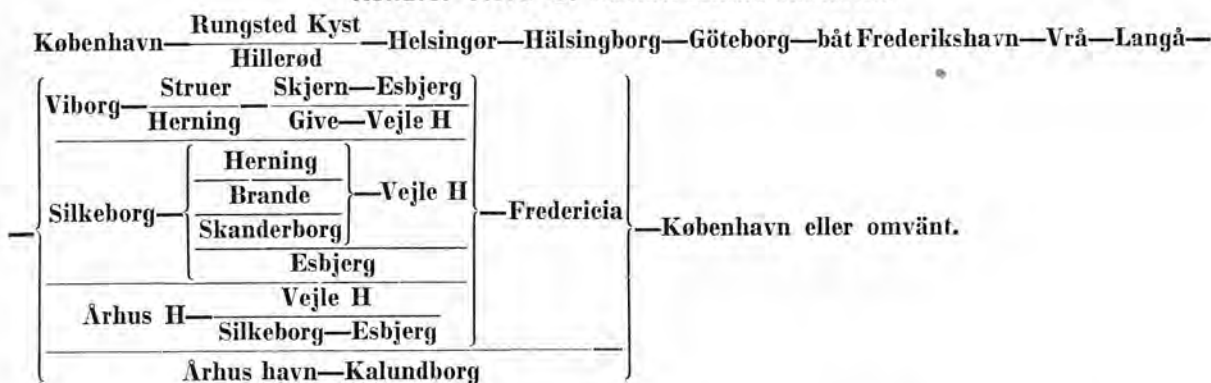 København—Rungsted Kyst
Hillerød—Helsingør—Hälsingborg—Göteborg—båt Frederikshavn—Vrå—Langå—
Viborg—Struer
Herning—Skjern—Esbjerg
Give—Vejle H
Silkeborg—Herning
Brande
Skanderborg—Vejle H
Esbjerg
—Fredericia
—København eller omvänt.
Århus H—Vejle H
Silkeborg—Esbjerg
Århus havn—Kalundborg